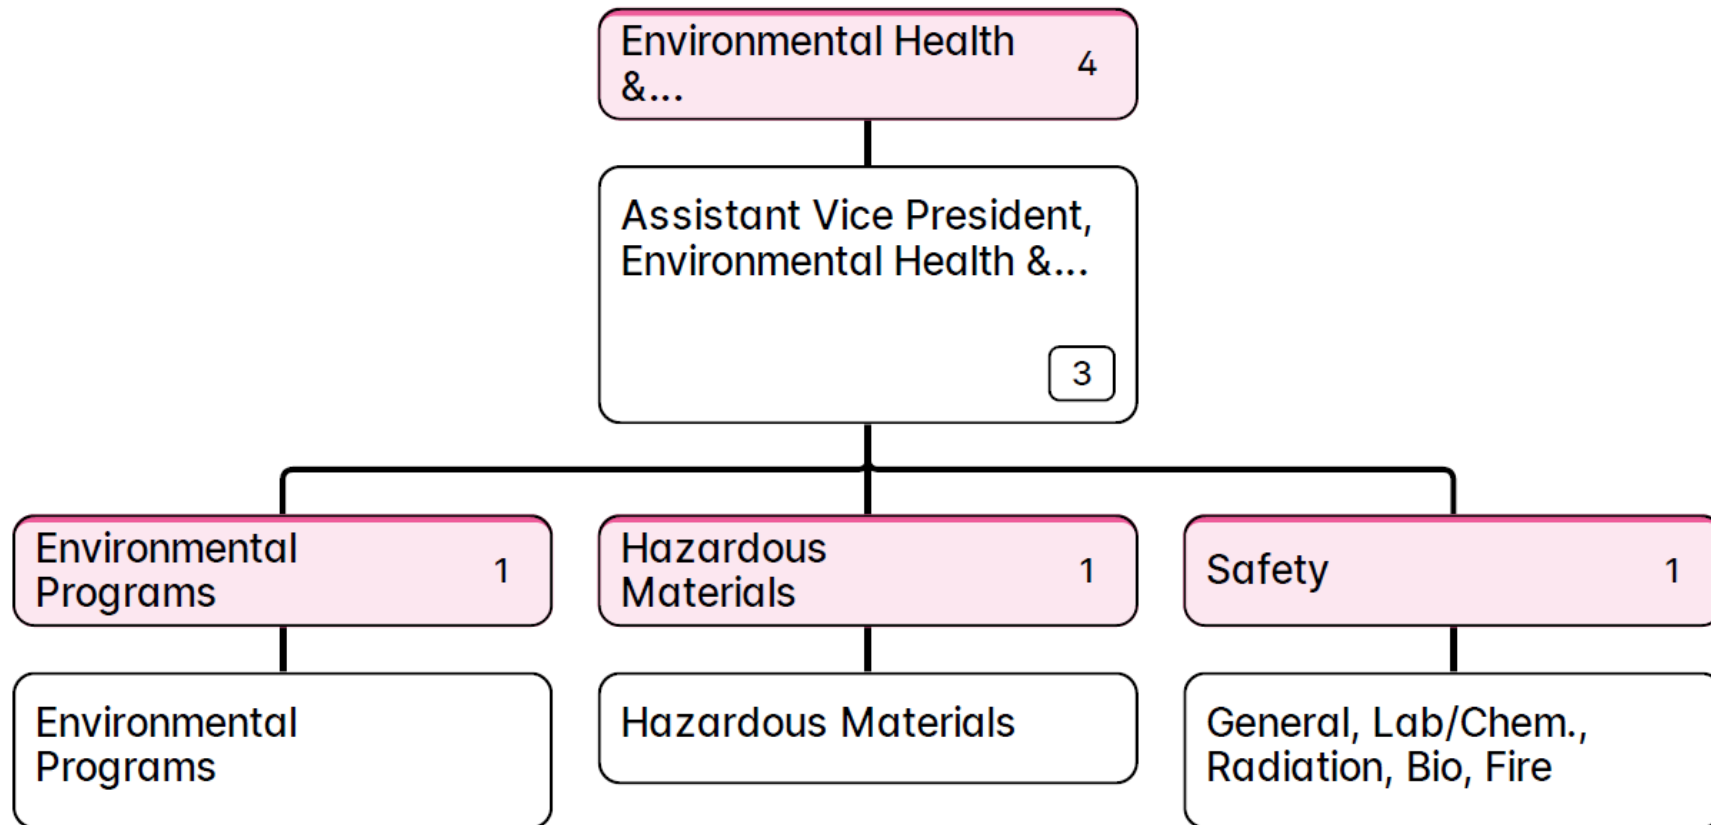 Environmental Health
&...
4
Assistant Vice President,
Environmental Health &...
3
Environmental
Programs
1
Hazardous
Materials
1
Safety
1
Environmental
Programs
Hazardous Materials
General, Lab/Chem.,
Radiation, Bio, Fire